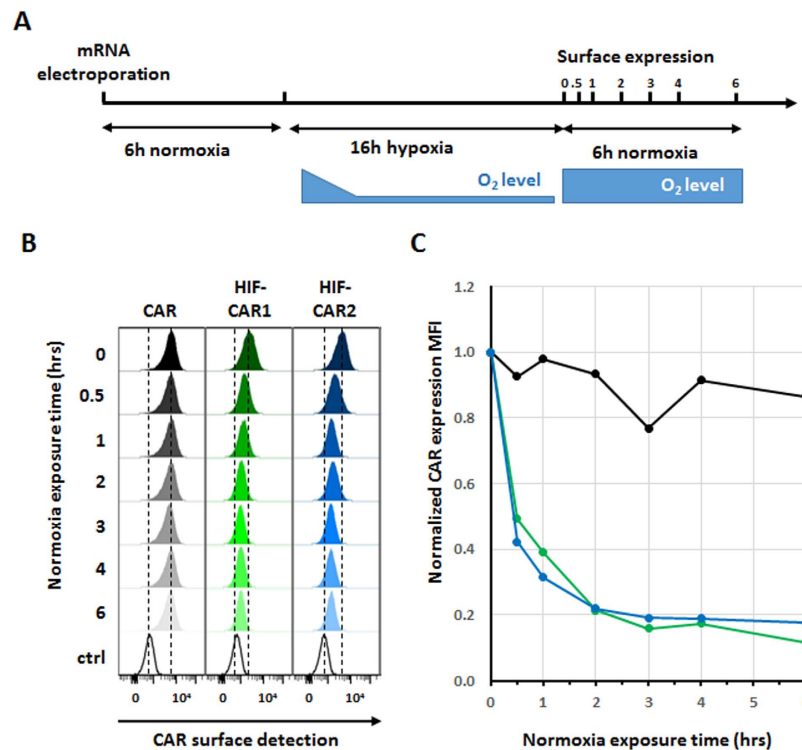 A
mRNA
electroporation
Surface expression
0 .5 1 2 3 4 6
6h normoxia
16h hypoxia
6h normoxia
O₂ level
O₂ level
B
CAR
HIF-
CAR1
HIF-
CAR2
Normoxia exposure time (hrs)
0
0.5
1
2
3
4
6
ctrl
0 10⁴ 0 10⁴ 0 10⁴
CAR surface detection
C
Normalized CAR expression MFI
1.2
1.0
0.8
0.6
0.4
0.2
0.0
0 1 2 3 4 5
Normoxia exposure time (hrs)